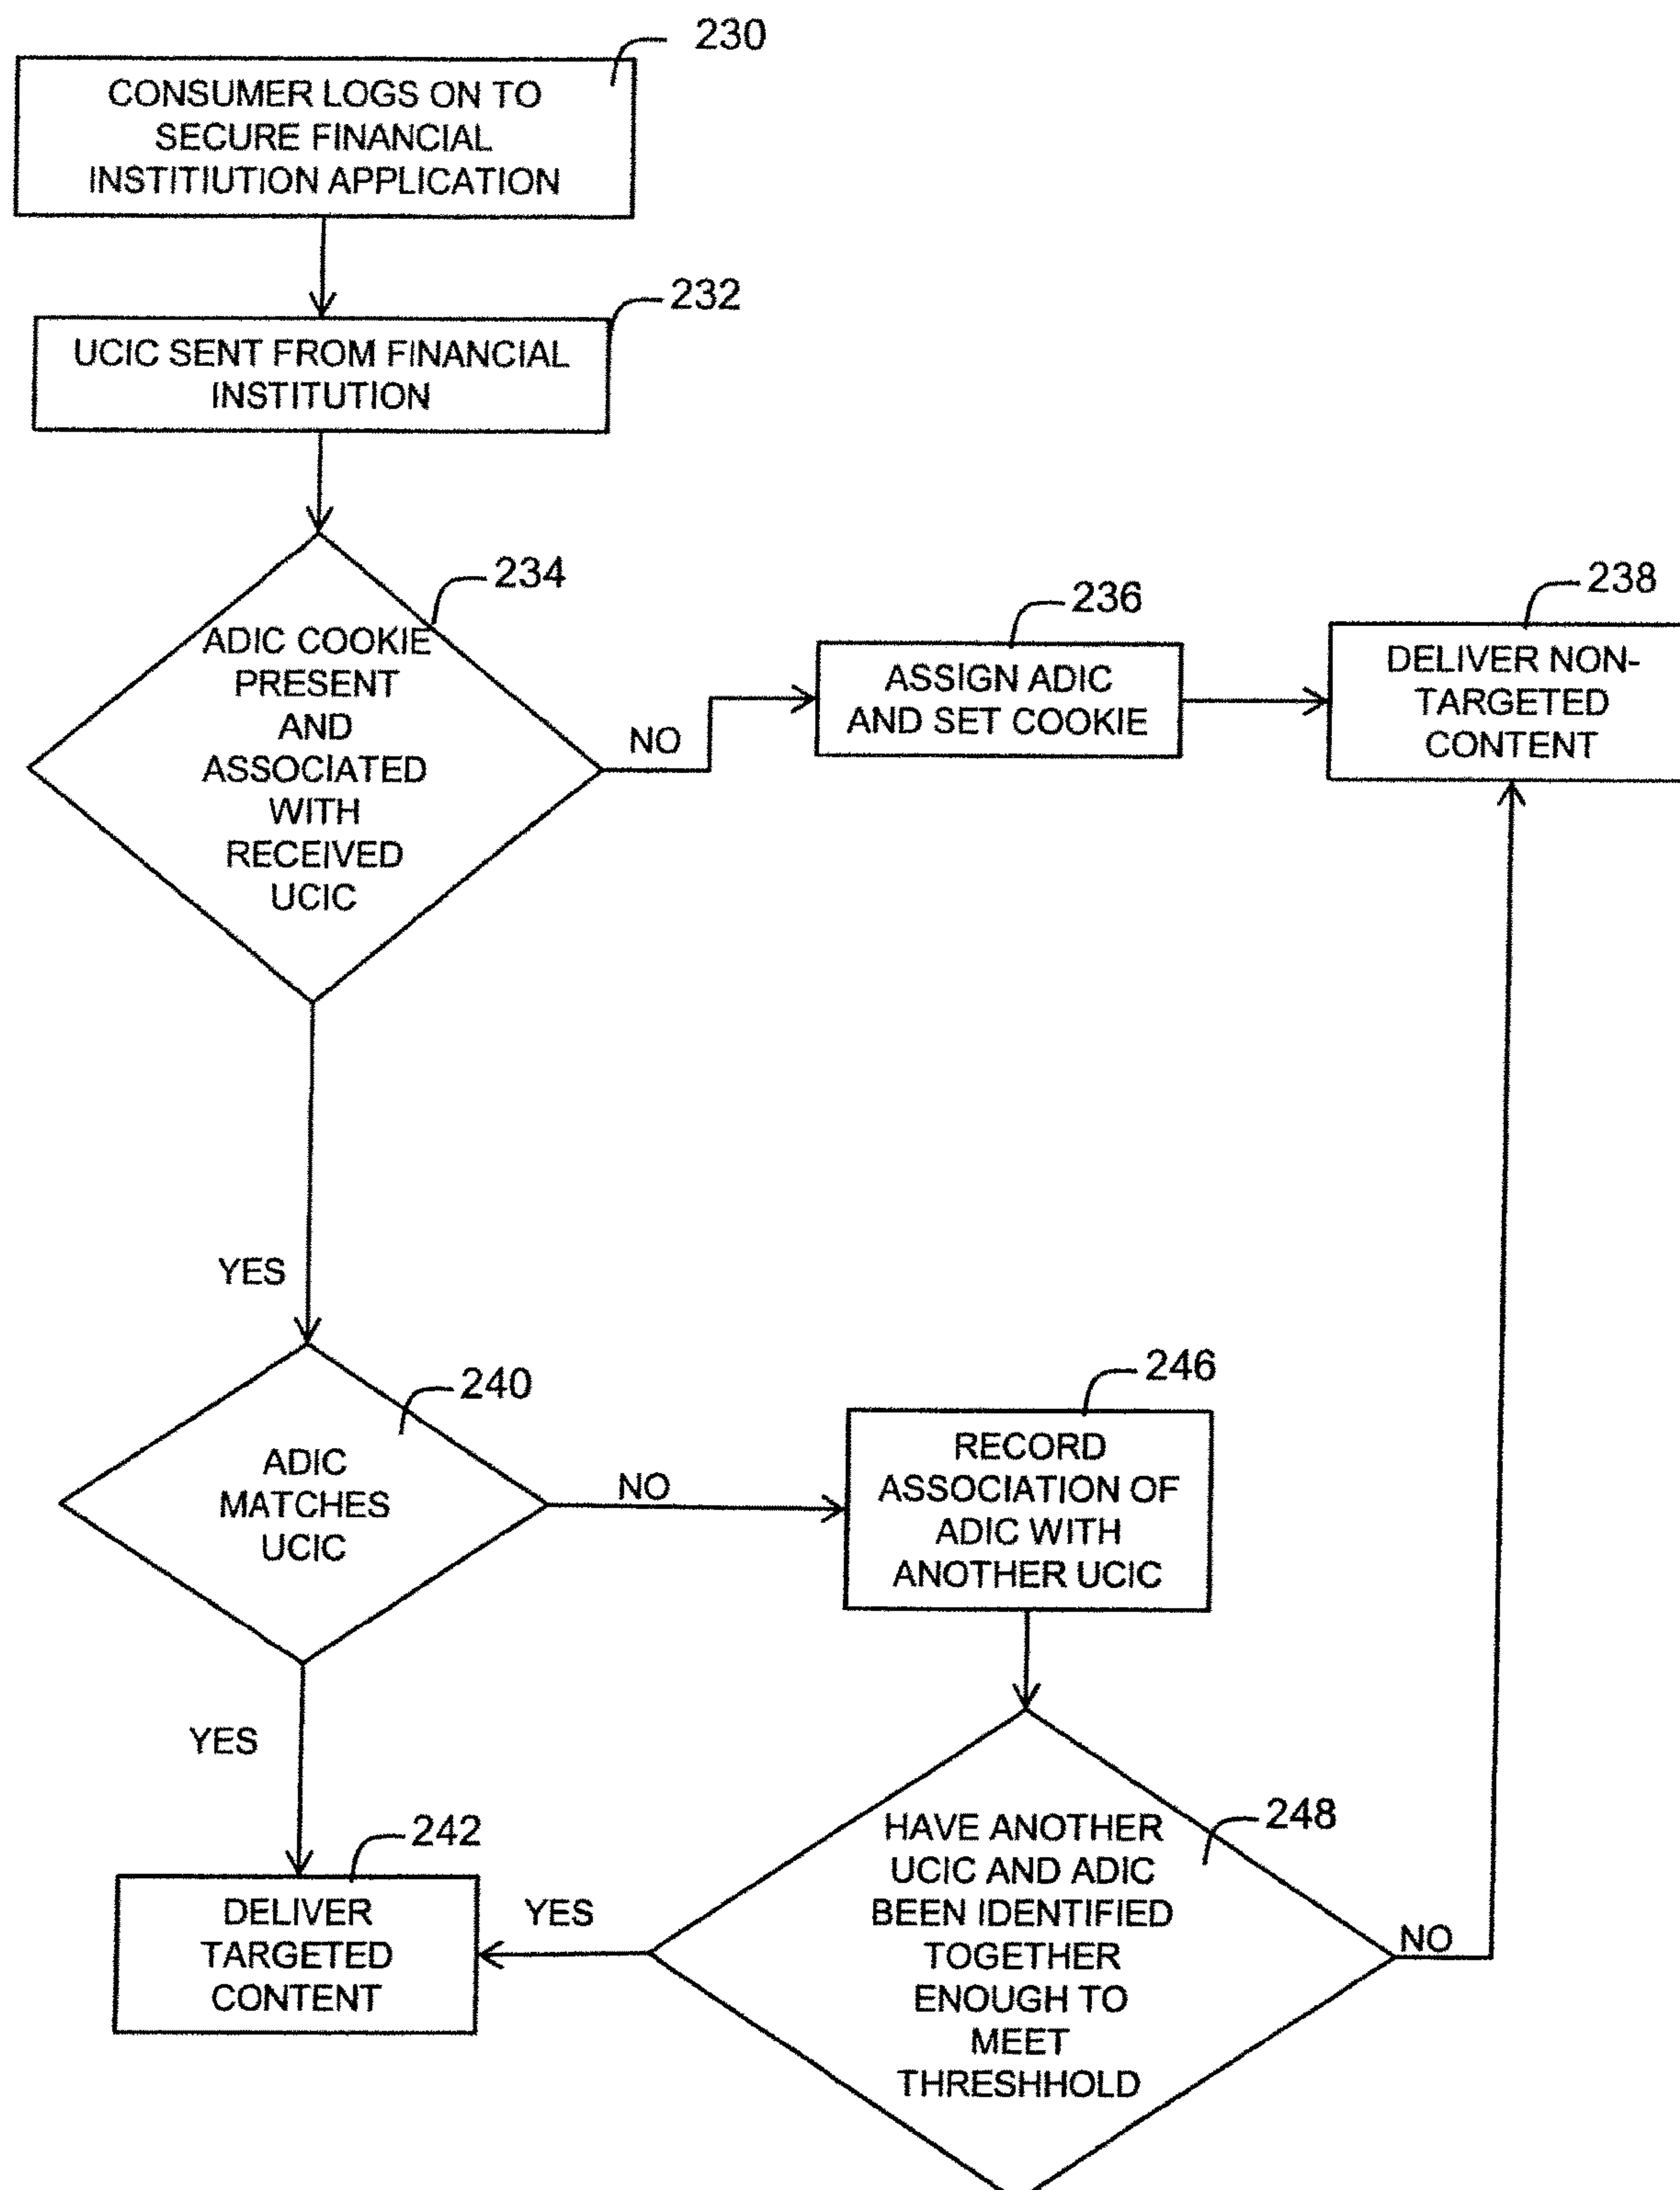 230
CONSUMER LOGS ON TO
SECURE FINANCIAL
INSTITIUTION APPLICATION
232
UCIC SENT FROM FINANCIAL
INSTITUTION
234
ADIC COOKIE
PRESENT
AND
ASSOCIATED
WITH
RECEIVED
UCIC
NO
236
ASSIGN ADIC
AND SET COOKIE
238
DELIVER NON-
TARGETED
CONTENT
YES
240
ADIC
MATCHES
UCIC
NO
246
RECORD
ASSOCIATION OF
ADIC WITH
ANOTHER UCIC
YES
242
DELIVER
TARGETED
CONTENT
YES
248
HAVE ANOTHER
UCIC AND ADIC
BEEN IDENTIFIED
TOGETHER
ENOUGH TO
MEET
THRESHHOLD
NO